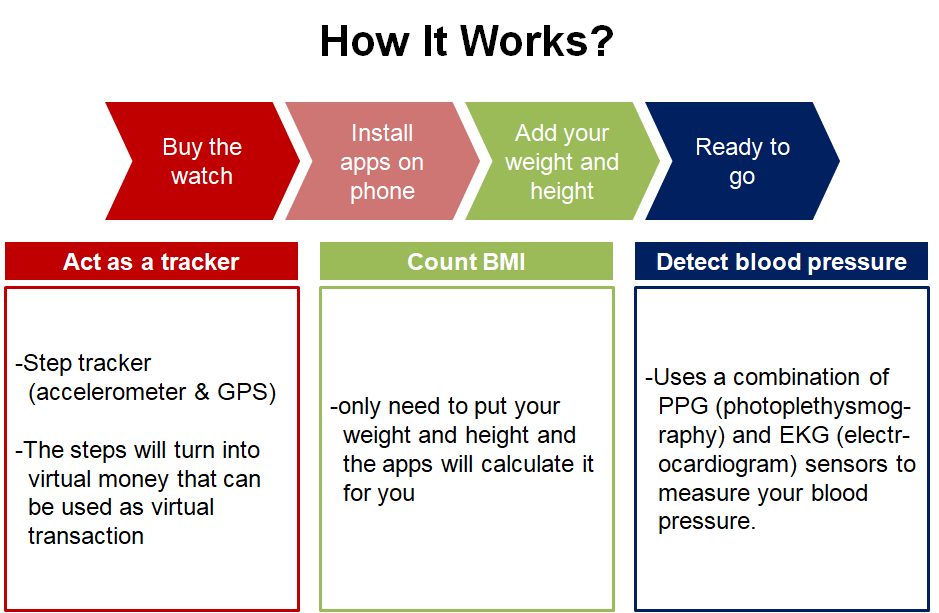 How It Works?
Buy the
watch
Install
apps on
phone
Add your
weight and
height
Ready to
go
Act as a tracker
-Step tracker
(accelerometer & GPS)
-The steps will turn into
virtual money that can
be used as virtual
transaction
Count BMI
-only need to put your
weight and height and
the apps will calculate it
for you
Detect blood pressure
-Uses a combination of
PPG (photoplethysmog-
raphy) and EKG (electr-
ocardiogram) sensors to
measure your blood
pressure.